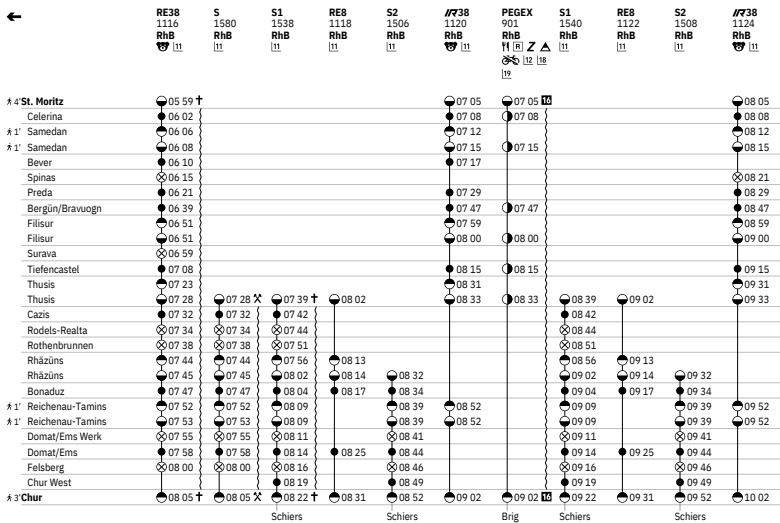 RE38 S S1 RE8 S2 IR38 PEGEX S1 RE8 S2 IR38
1116 1580 1538 1118 1506 1120 901 1540 1122 1508 1124
RhB RhB RhB RhB RhB RhB RhB RhB RhB RhB RhB
11 11 11 11 11 11 R Z 11 11 11 11
12 18
19
4' St. Moritz 05 59 07 05 07 05 16 08 05
Celerina 06 02 07 08 07 08 08 08
1' Samedan 06 06 07 12 08 12
1' Samedan 06 08 07 15 07 15 08 15
Bever 06 10 07 17
Spinas 06 15 08 21
Preda 06 21 07 29 08 29
Bergün/Bravuogn 06 39 07 47 07 47 08 47
Filisur 06 51 07 59 08 59
Filisur 06 51 08 00 08 00 09 00
Surava 06 59
Tiefencastel 07 08 08 15 08 15 09 15
Thusis 07 23 08 31 09 31
Thusis 07 28 07 28 07 39 08 02 08 33 08 33 08 39 09 02 09 33
Cazis 07 32 07 32 07 42 08 42
Rodels-Realta 07 34 07 34 07 44 08 44
Rothenbrunnen 07 38 07 38 07 51 08 51
Rhäzüns 07 44 07 44 07 56 08 13 08 56 09 13
Rhäzüns 07 45 07 45 08 02 08 14 08 32 09 02 09 14 09 32
Bonaduz 07 47 07 47 08 04 08 17 08 34 09 04 09 17 09 34
1' Reichenau-Tamins 07 52 07 52 08 09 08 39 08 52 09 09 09 39 09 52
1' Reichenau-Tamins 07 53 07 53 08 09 08 39 08 52 09 09 09 39 09 52
Domat/Ems Werk 07 55 07 55 08 11 08 41 09 11 09 41
Domat/Ems 07 58 07 58 08 14 08 25 08 44 09 14 09 25 09 44
Felsberg 08 00 08 00 08 16 08 46 09 16 09 46
Chur West 08 19 08 49 09 19 09 49
3' Chur 08 05 08 05 08 22 08 31 08 52 09 02 09 02 16 09 22 09 31 09 52 10 02
Schiers Schiers Brig Schiers Schiers